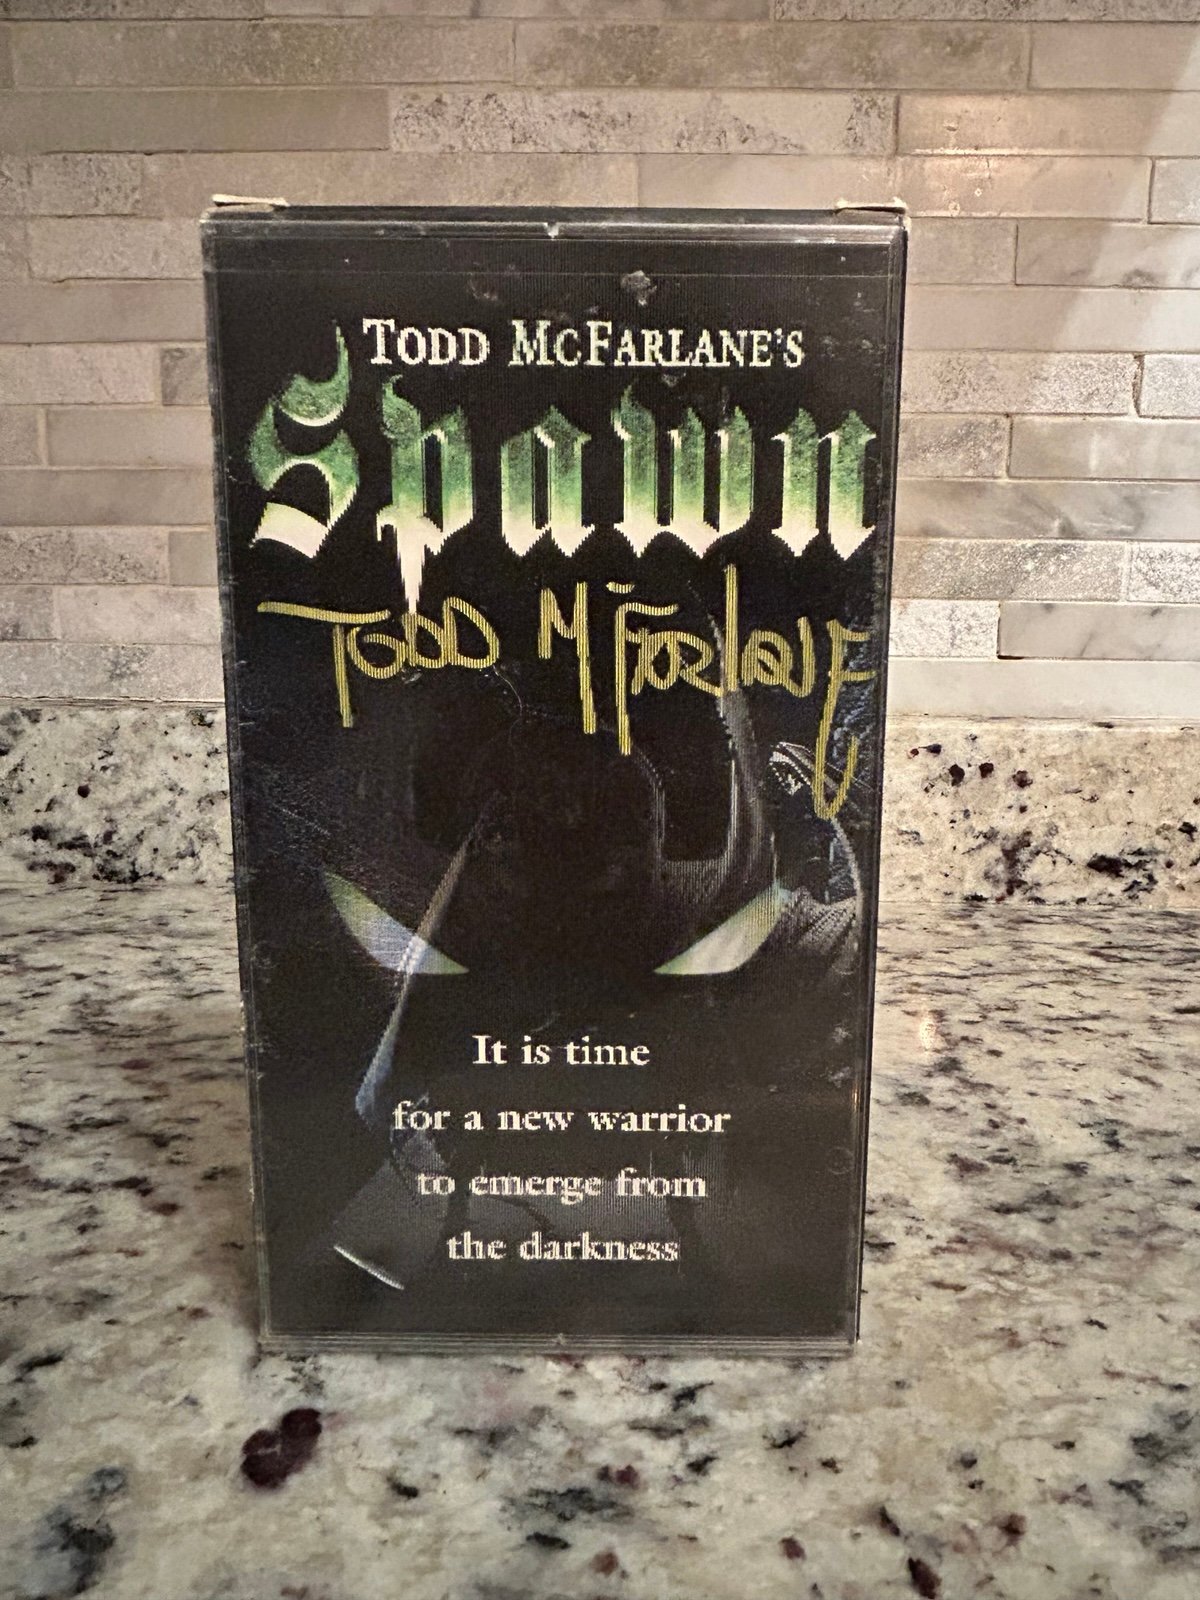 TODD MCFARLANE'S
Spawn
Todd McFarlane
It is time
for a new warrior
to emerge from
the darkness